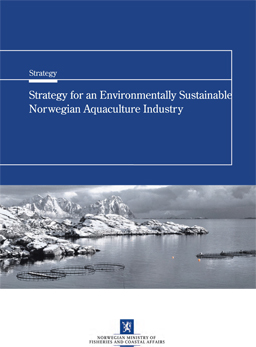 Strategy
Strategy for an Environmentally Sustainable
Norwegian Aquaculture Industry
NORWEGIAN MINISTRY OF
FISHERIES AND COASTAL AFFAIRS